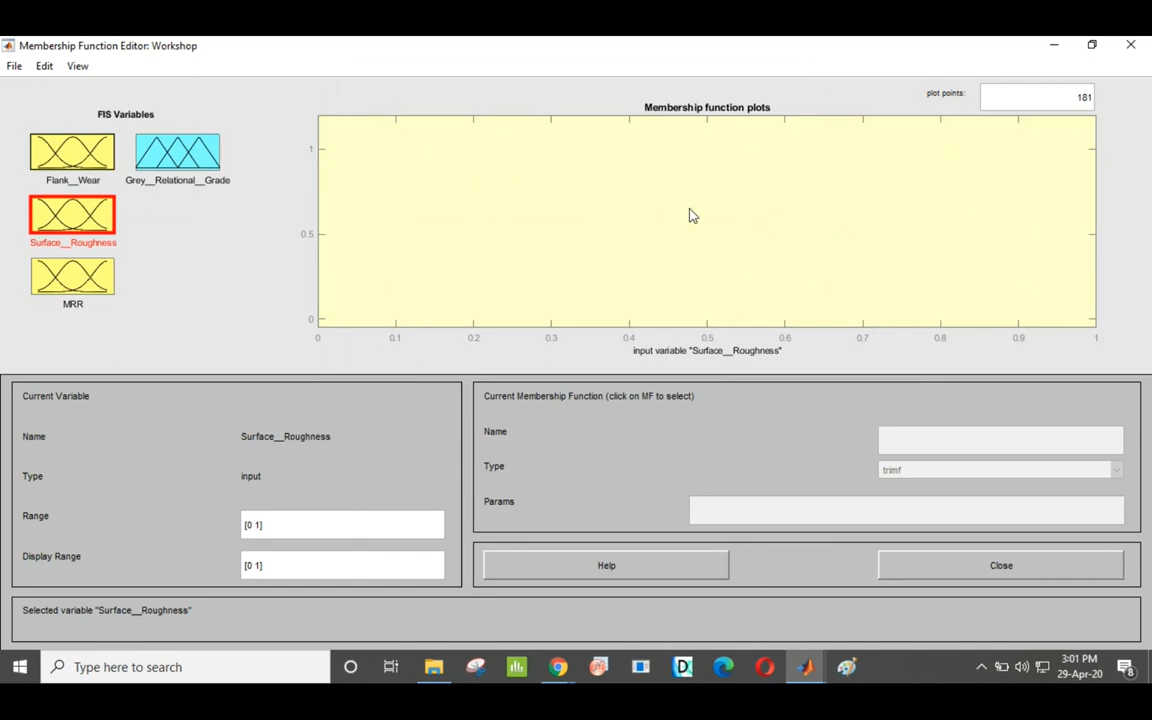 Membership Function Editor: Workshop
File Edit View
plot points: 181
FIS Variables
Membership function plots
Flank__Wear
Grey__Relational__Grade
Surface__Roughness
MRR
1
0.5
0
0 0.1 0.2 0.3 0.4 0.5 0.6 0.7 0.8 0.9 1
input variable "Surface__Roughness"
Current Variable
Name Surface__Roughness
Type input
Range [0 1]
Display Range [0 1]
Current Membership Function (click on MF to select)
Name
Type trimf
Params
Help Close
Selected variable "Surface__Roughness"
Type here to search
D
3:01 PM
29-Apr-20
8